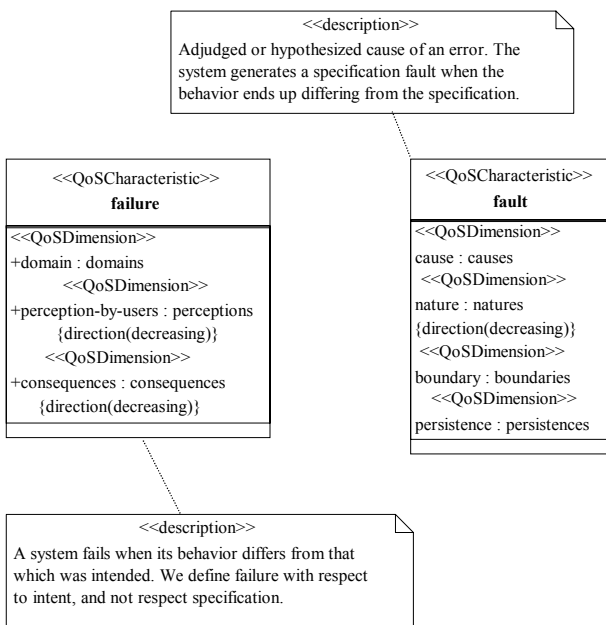 <<description>>
Adjudged or hypothesized cause of an error. The
system generates a specification fault when the
behavior ends up differing from the specification.
<<QoSCharacteristic>>
failure
<<QoSDimension>>
+domain : domains
<<QoSDimension>>
+perception-by-users : perceptions
{direction(decreasing)}
<<QoSDimension>>
+consequences : consequences
{direction(decreasing)}
<<QoSCharacteristic>>
fault
<<QoSDimension>>
cause : causes
<<QoSDimension>>
nature : natures
{direction(decreasing)}
<<QoSDimension>>
boundary : boundaries
<<QoSDimension>>
persistence : persistences
<<description>>
A system fails when its behavior differs from that
which was intended. We define failure with respect
to intent, and not respect specification.